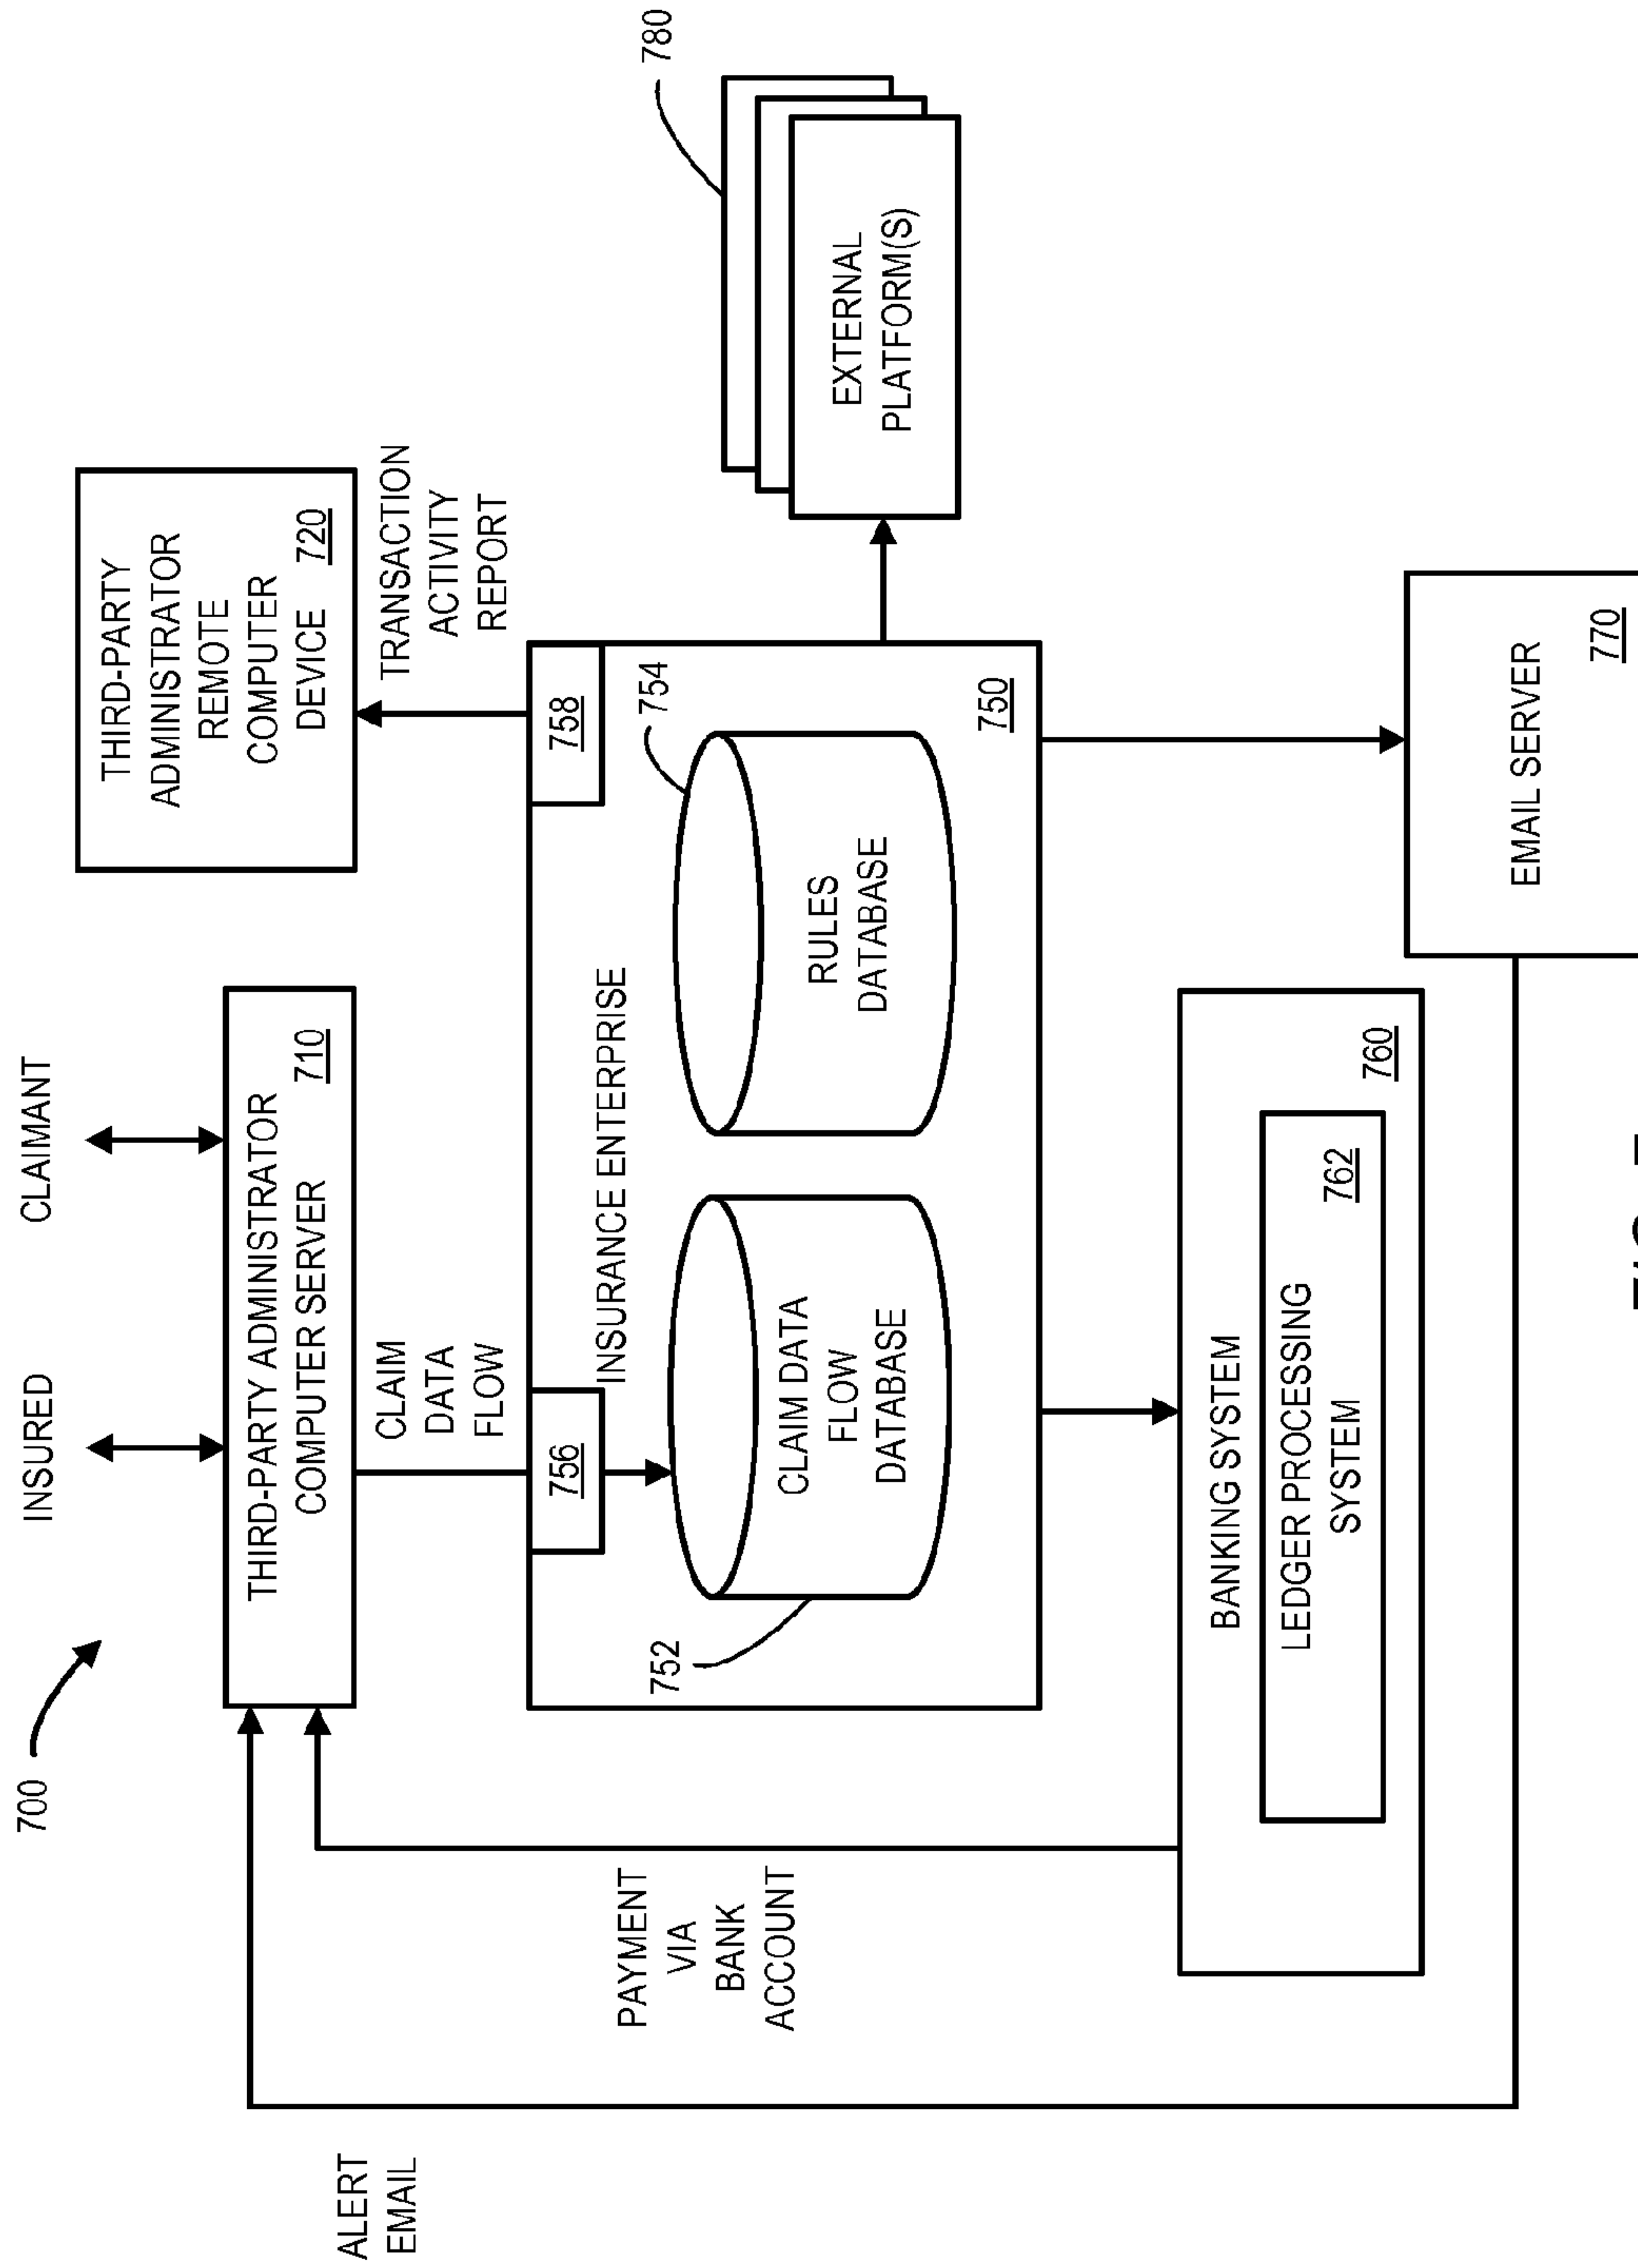 700
INSURED
CLAIMANT
THIRD-PARTY ADMINISTRATOR
COMPUTER SERVER
710
THIRD-PARTY
ADMINISTRATOR
REMOTE
COMPUTER
DEVICE
720
ALERT
EMAIL
CLAIM
DATA
FLOW
TRANSACTION
ACTIVITY
REPORT
756
758
INSURANCE ENTERPRISE
PAYMENT
VIA
BANK
ACCOUNT
752
754
780
CLAIM DATA
FLOW
DATABASE
RULES
DATABASE
EXTERNAL
PLATFORM(S)
750
BANKING SYSTEM
760
LEDGER PROCESSING
SYSTEM
762
EMAIL SERVER
770